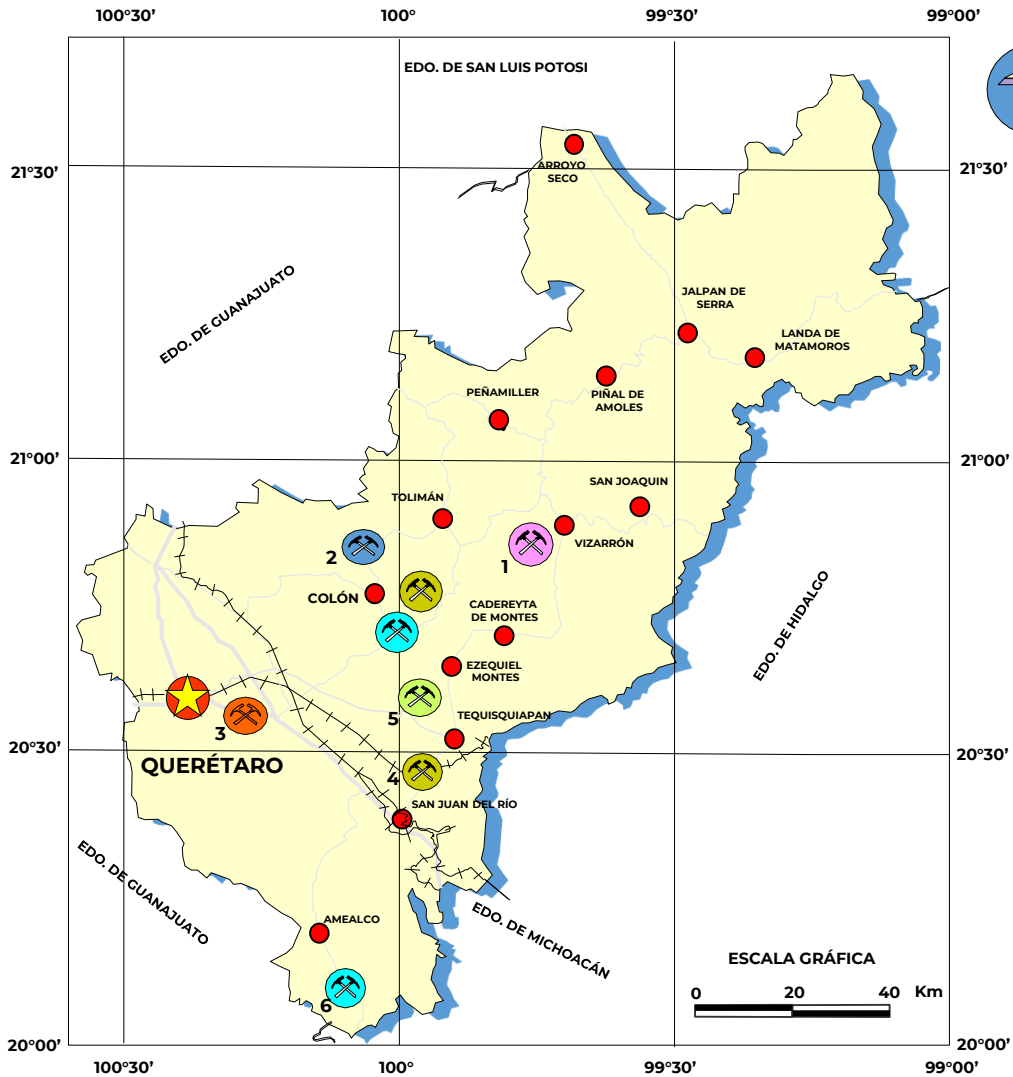 100°30’
100°
99°30’
99°00’
EDO. DE SAN LUIS POTOSI
21°30’
21°30’
ARROYO
SECO
EDO. DE GUANAJUATO
JALPAN DE
SERRA
LANDA DE
MATAMOROS
PEÑAMILLER
PIÑAL DE
AMOLES
21°00’
21°00’
SAN JOAQUIN
TOLIMÁN
VIZARRÓN
2
1
COLÓN
CADEREYTA
DE MONTES
EDO. DE HIDALGO
EZEQUIEL
MONTES
5
TEQUISQUIAPAN
3
20°30’
20°30’
QUERÉTARO
4
SAN JUAN DEL RÍO
EDO. DE GUANAJUATO
AMEALCO
EDO. DE MICHOACÁN
6
ESCALA GRÁFICA
0 20 40 Km
20°00’
20°00’
100°30’
100°
99°30’
99°00’